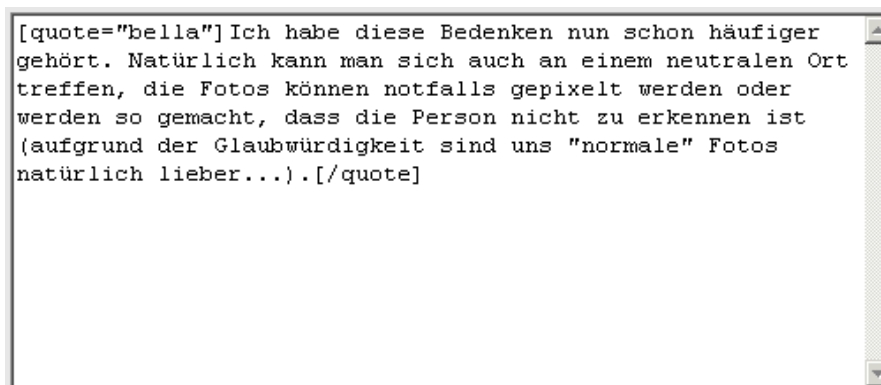 [quote="bella"]Ich habe diese Bedenken nun schon häufiger
gehört. Natürlich kann man sich auch an einem neutralen Ort
treffen, die Fotos können notfalls gepixelt werden oder
werden so gemacht, dass die Person nicht zu erkennen ist
(aufgrund der Glaubwürdigkeit sind uns "normale" Fotos
natürlich lieber...).[/quote]